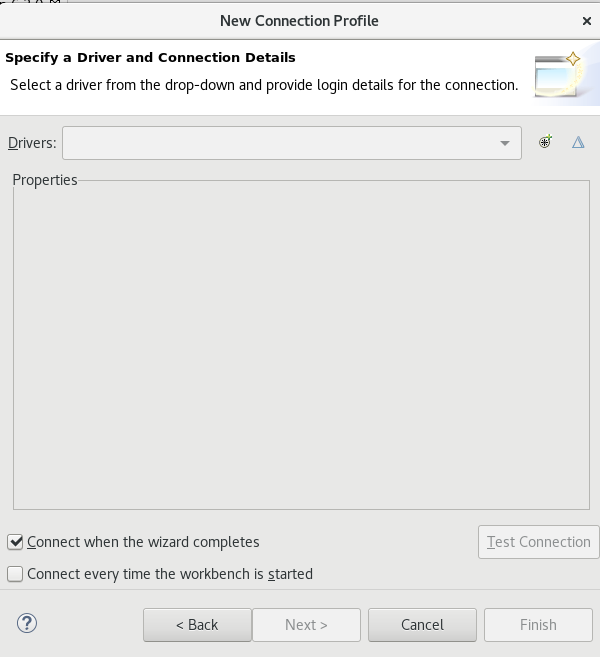 New Connection Profile
Specify a Driver and Connection Details
Select a driver from the drop-down and provide login details for the connection.
Drivers:
Properties
Connect when the wizard completes
Test Connection
Connect every time the workbench is started
?
< Back
Next >
Cancel
Finish